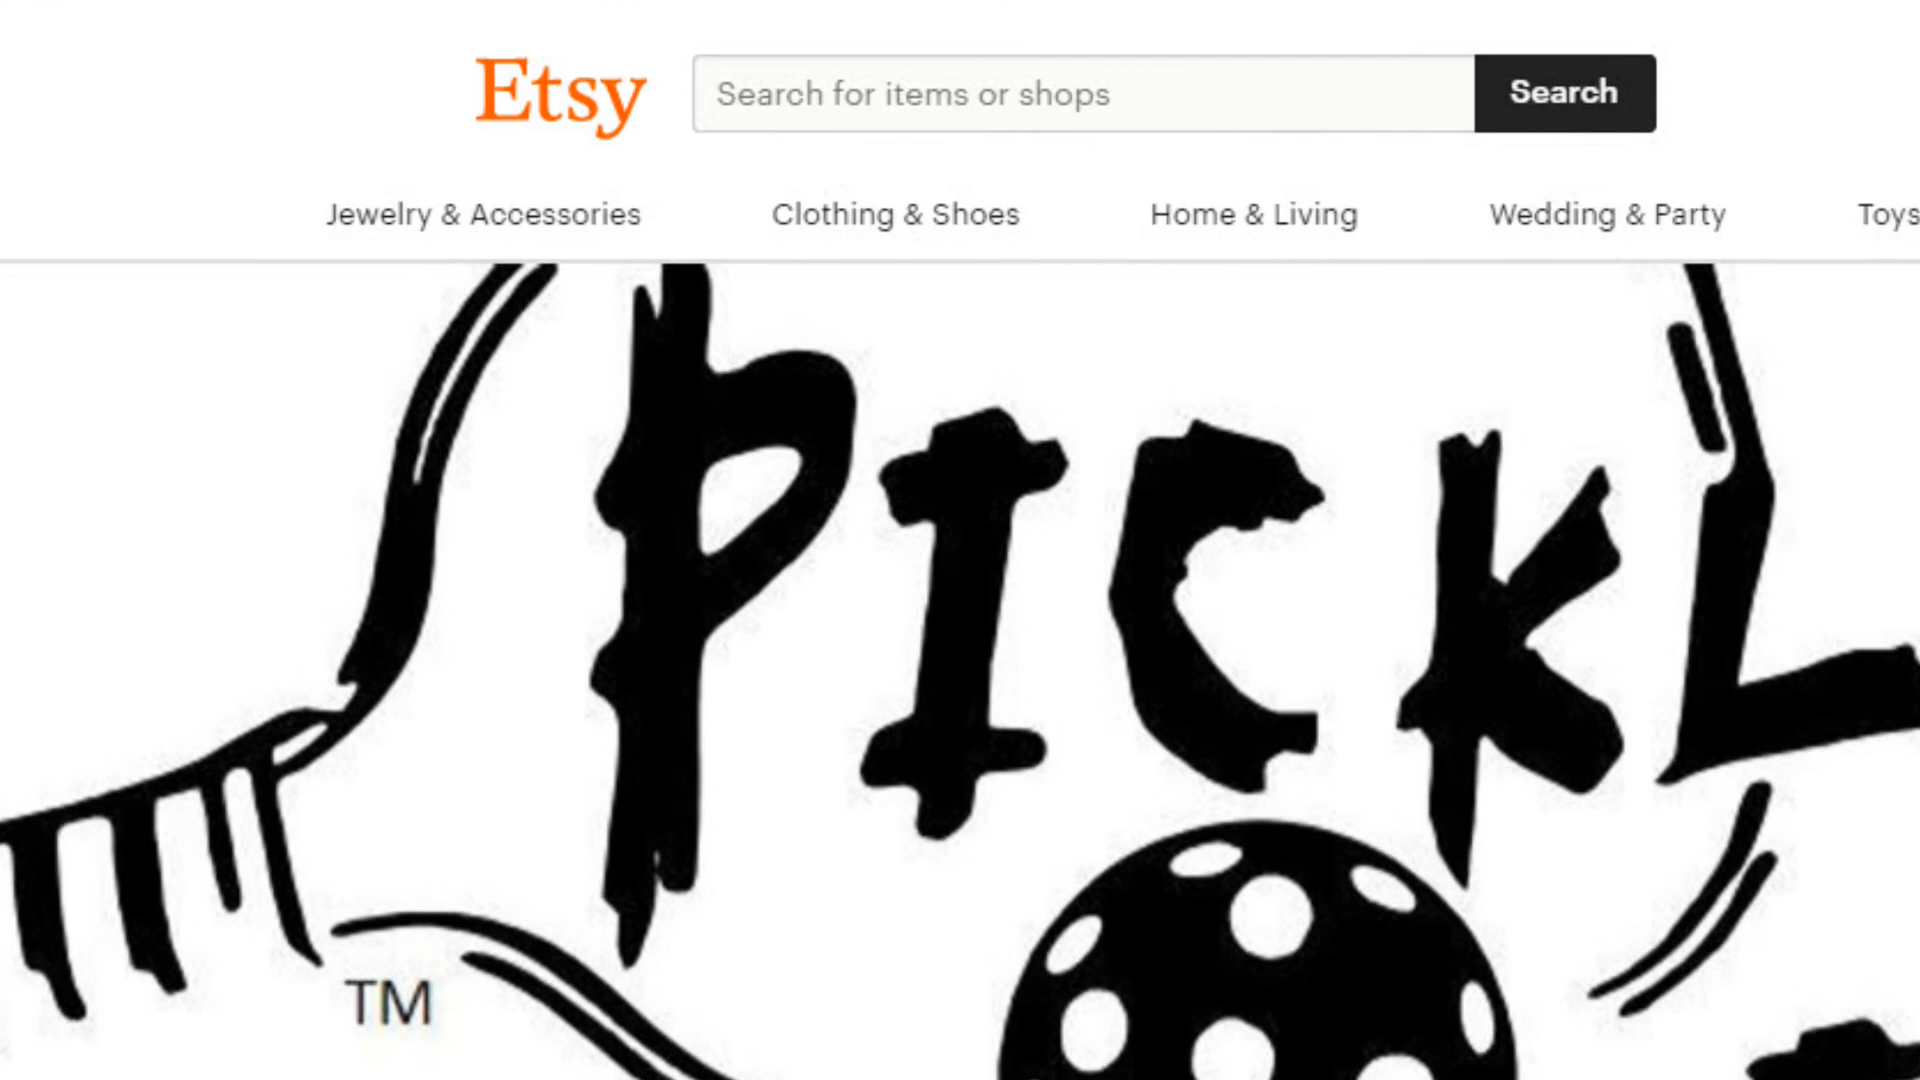 Etsy
Search for items or shops
Search
Jewelry & Accessories
Clothing & Shoes
Home & Living
Wedding & Party
Toys
PICKL
TM